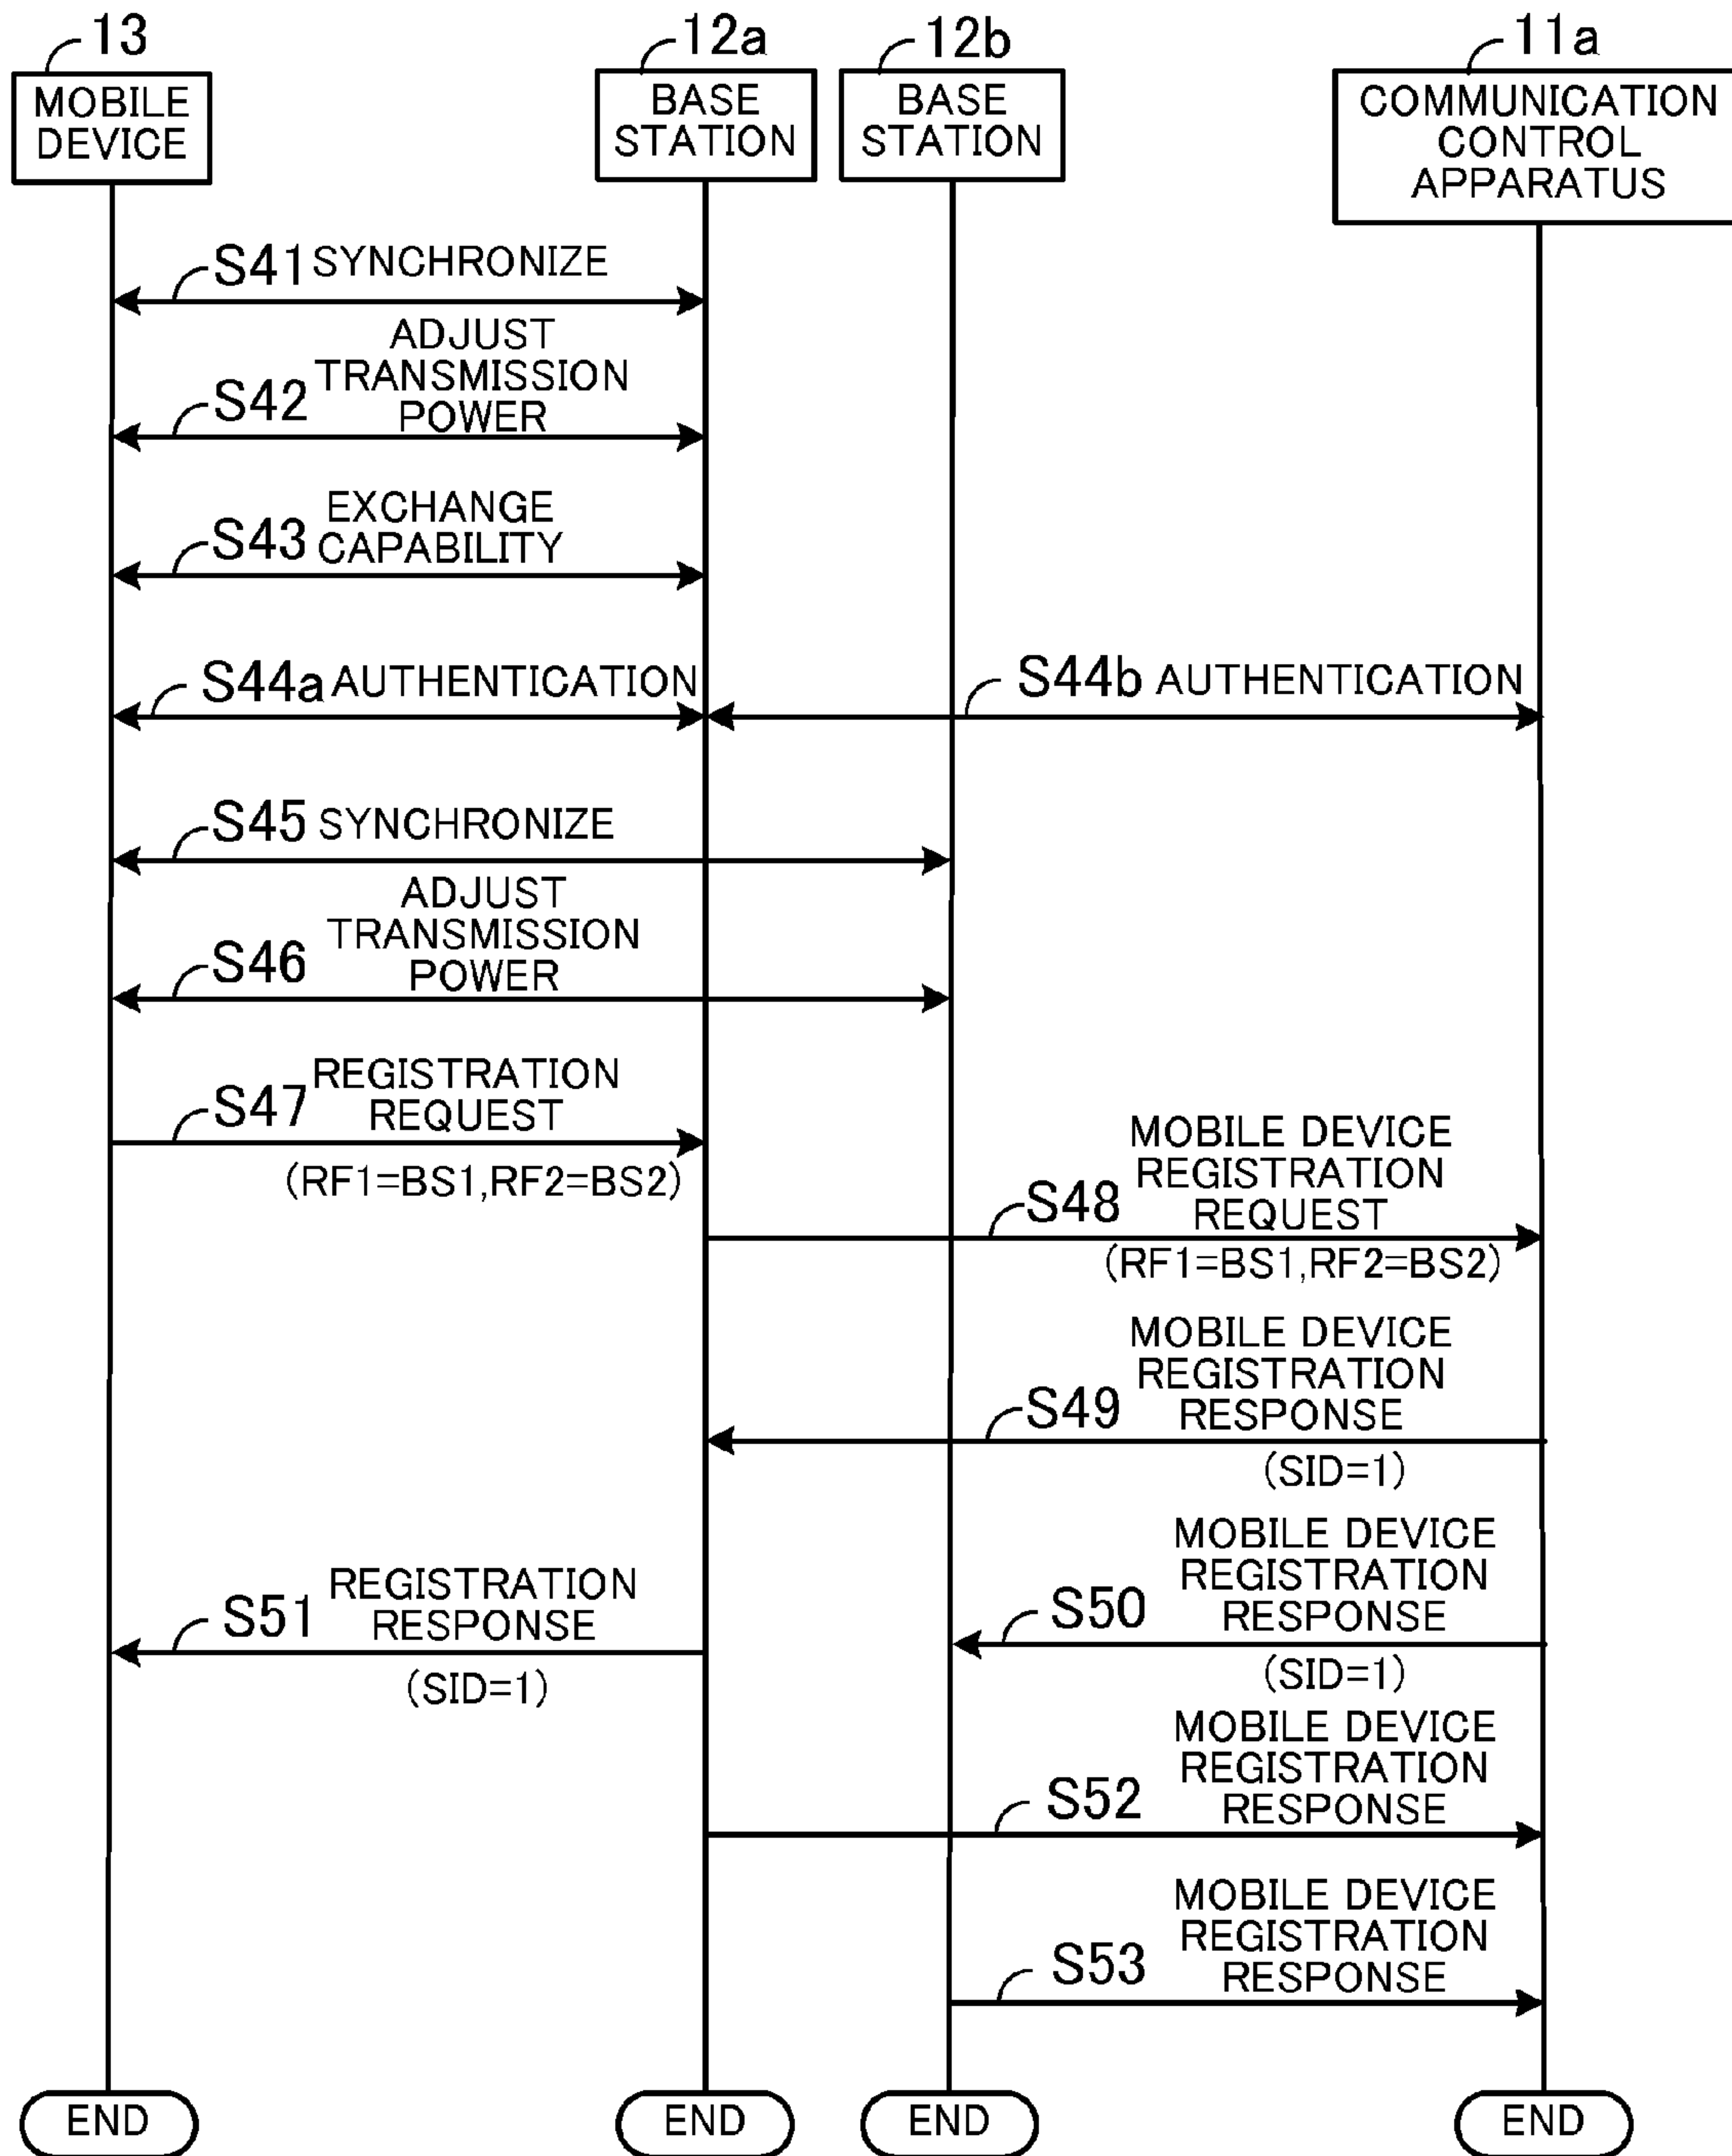 13
12a
12b
11a
MOBILE
DEVICE
BASE
STATION
BASE
STATION
COMMUNICATION
CONTROL
APPARATUS
S41 SYNCHRONIZE
ADJUST
TRANSMISSION
POWER
S42
EXCHANGE
CAPABILITY
S43
S44a AUTHENTICATION
S44b AUTHENTICATION
S45 SYNCHRONIZE
ADJUST
TRANSMISSION
POWER
S46
REGISTRATION
REQUEST
S47
(RF1=BS1,RF2=BS2)
MOBILE DEVICE
REGISTRATION
REQUEST
S48
(RF1=BS1,RF2=BS2)
MOBILE DEVICE
REGISTRATION
RESPONSE
S49
(SID=1)
MOBILE DEVICE
REGISTRATION
RESPONSE
S50
(SID=1)
REGISTRATION
RESPONSE
S51
(SID=1)
MOBILE DEVICE
REGISTRATION
RESPONSE
S52
MOBILE DEVICE
REGISTRATION
RESPONSE
S53
END
END
END
END